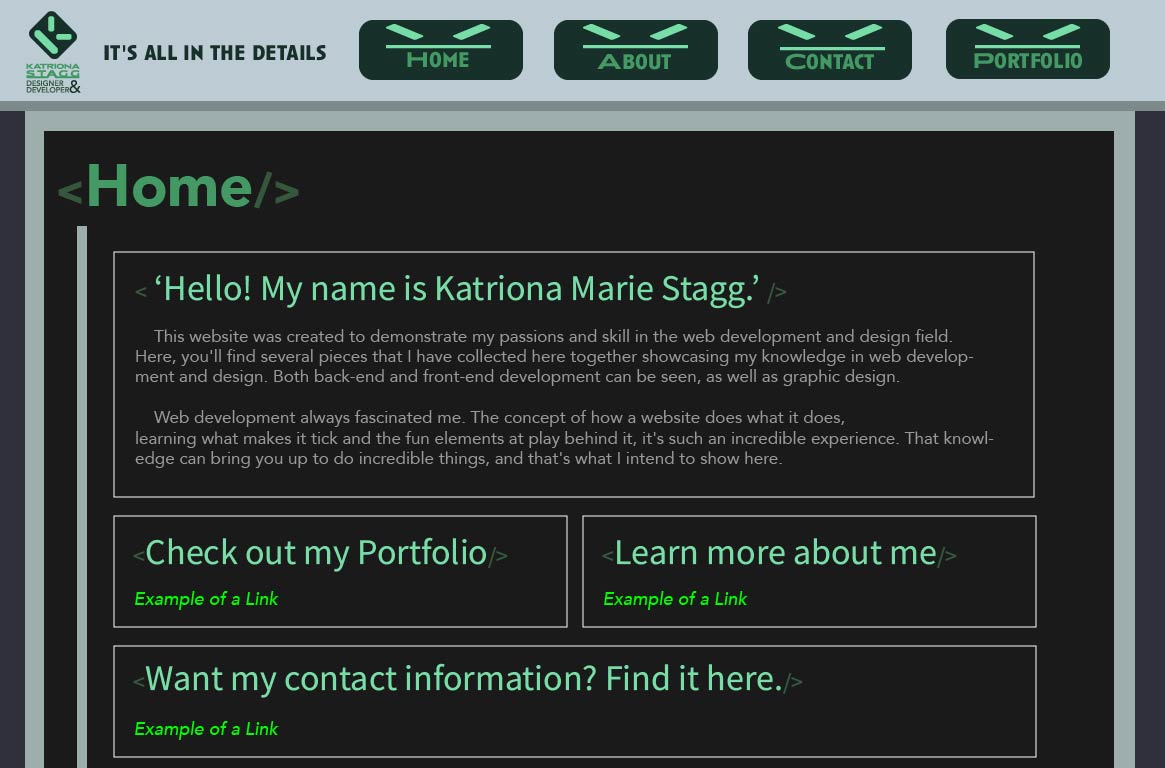 KATRIONA
STAGG
DESIGNER
DEVELOPER&
IT'S ALL IN THE DETAILS
HOME
ABOUT
CONTACT
PORTFOLIO
<Home/>
< ‘Hello! My name is Katriona Marie Stagg.’ />
This website was created to demonstrate my passions and skill in the web development and design field.
Here, you'll find several pieces that I have collected here together showcasing my knowledge in web develop-
ment and design. Both back-end and front-end development can be seen, as well as graphic design.
Web development always fascinated me. The concept of how a website does what it does,
learning what makes it tick and the fun elements at play behind it, it's such an incredible experience. That knowl-
edge can bring you up to do incredible things, and that's what I intend to show here.
<Check out my Portfolio/>
Example of a Link
<Learn more about me/>
Example of a Link
<Want my contact information? Find it here./>
Example of a Link